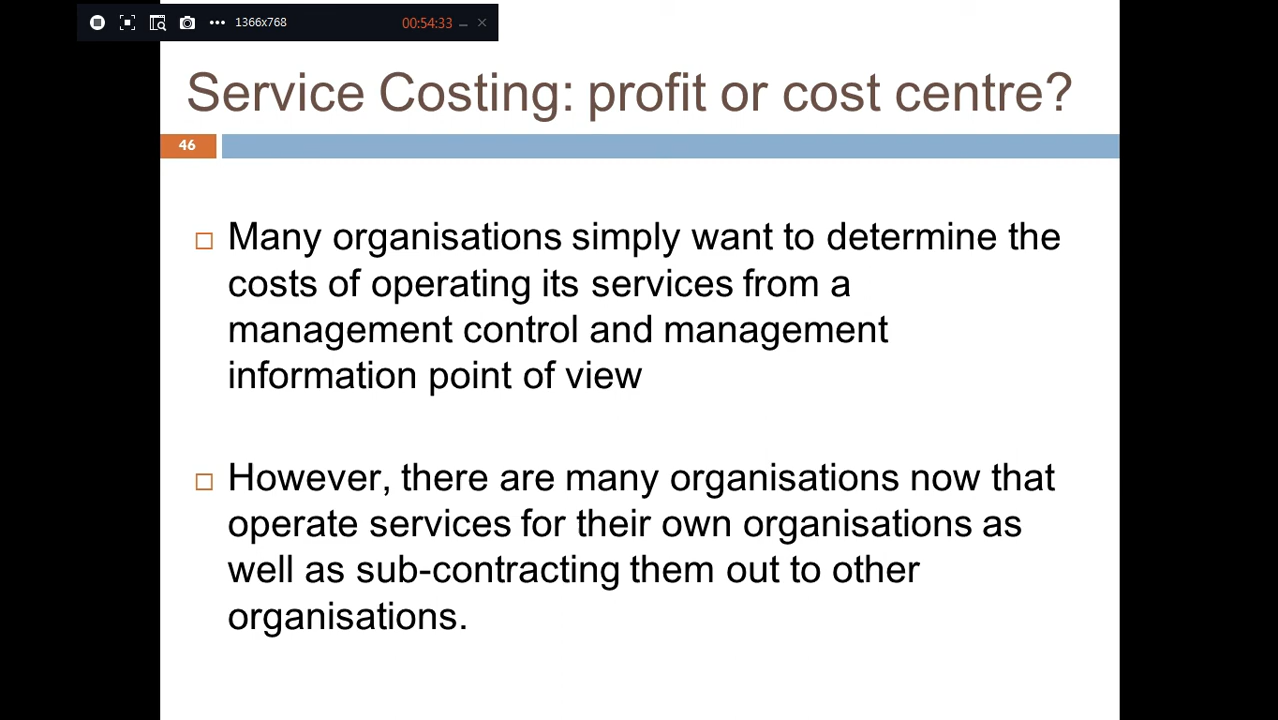 1366x768
00:54:33
Service Costing: profit or cost centre?
46
Many organisations simply want to determine the
costs of operating its services from a
management control and management
information point of view
However, there are many organisations now that
operate services for their own organisations as
well as sub-contracting them out to other
organisations.